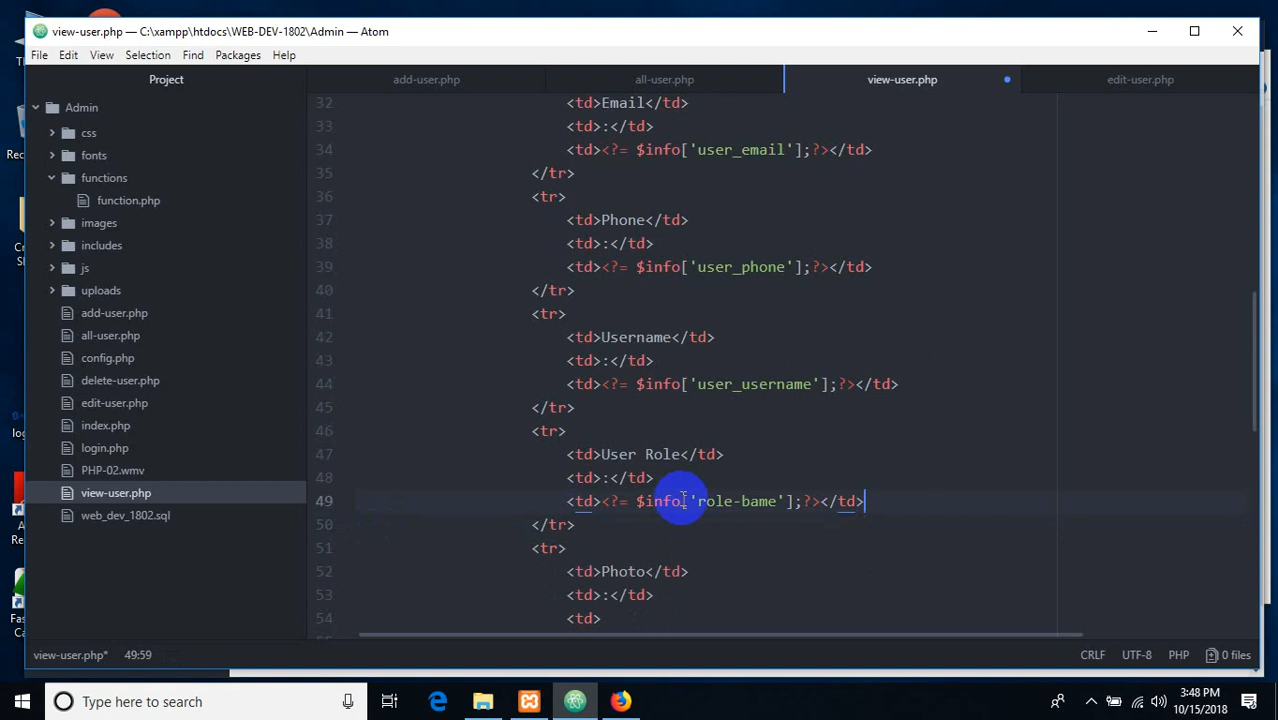 view-user.php — C:\xampp\htdocs\WEB-DEV-1802\Admin — Atom
File Edit View Selection Find Packages Help
Project
add-user.php
all-user.php
view-user.php
edit-user.php
Admin
css
fonts
functions
function.php
images
includes
js
uploads
add-user.php
all-user.php
config.php
delete-user.php
edit-user.php
index.php
login.php
PHP-02.wmv
view-user.php
web_dev_1802.sql
32 <td>Email</td>
33 <td>:</td>
34 <td><?= $info['user_email'];?></td>
35 </tr>
36 <tr>
37 <td>Phone</td>
38 <td>:</td>
39 <td><?= $info['user_phone'];?></td>
40 </tr>
41 <tr>
42 <td>Username</td>
43 <td>:</td>
44 <td><?= $info['user_username'];?></td>
45 </tr>
46 <tr>
47 <td>User Role</td>
48 <td>:</td>
49 <td><?= $info['role-bame'];?></td>
50 </tr>
51 <tr>
52 <td>Photo</td>
53 <td>:</td>
54 <td>
view-user.php* 49:59
CRLF UTF-8 PHP 0 files
Type here to search
3:48 PM
10/15/2018